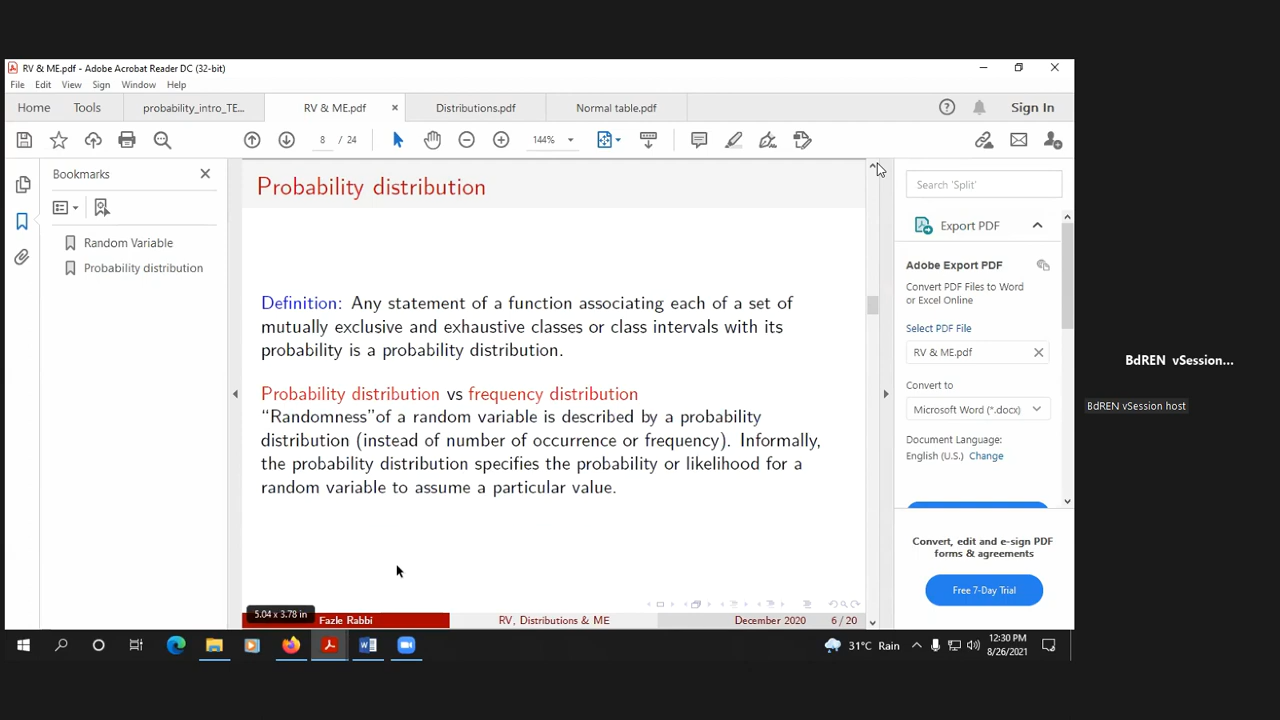 RV & ME.pdf - Adobe Acrobat Reader DC (32-bit)
File Edit View Sign Window Help
Home Tools probability_intro_TE... RV & ME.pdf × Distributions.pdf Normal table.pdf Sign In
8 / 24 144%
Bookmarks
Random Variable
Probability distribution
Probability distribution
Definition: Any statement of a function associating each of a set of
mutually exclusive and exhaustive classes or class intervals with its
probability is a probability distribution.
Probability distribution vs frequency distribution
“Randomness”of a random variable is described by a probability
distribution (instead of number of occurrence or frequency). Informally,
the probability distribution specifies the probability or likelihood for a
random variable to assume a particular value.
5.04 x 3.78 in
Fazle Rabbi RV, Distributions & ME December 2020 6 / 20
Search 'Split'
Export PDF
Adobe Export PDF
Convert PDF Files to Word
or Excel Online
Select PDF File
RV & ME.pdf
Convert to
Microsoft Word (*.docx)
Document Language:
English (U.S.) Change
Convert, edit and e-sign PDF
forms & agreements
Free 7-Day Trial
BdREN vSession...
BdREN vSession host
31°C Rain
12:30 PM
8/26/2021